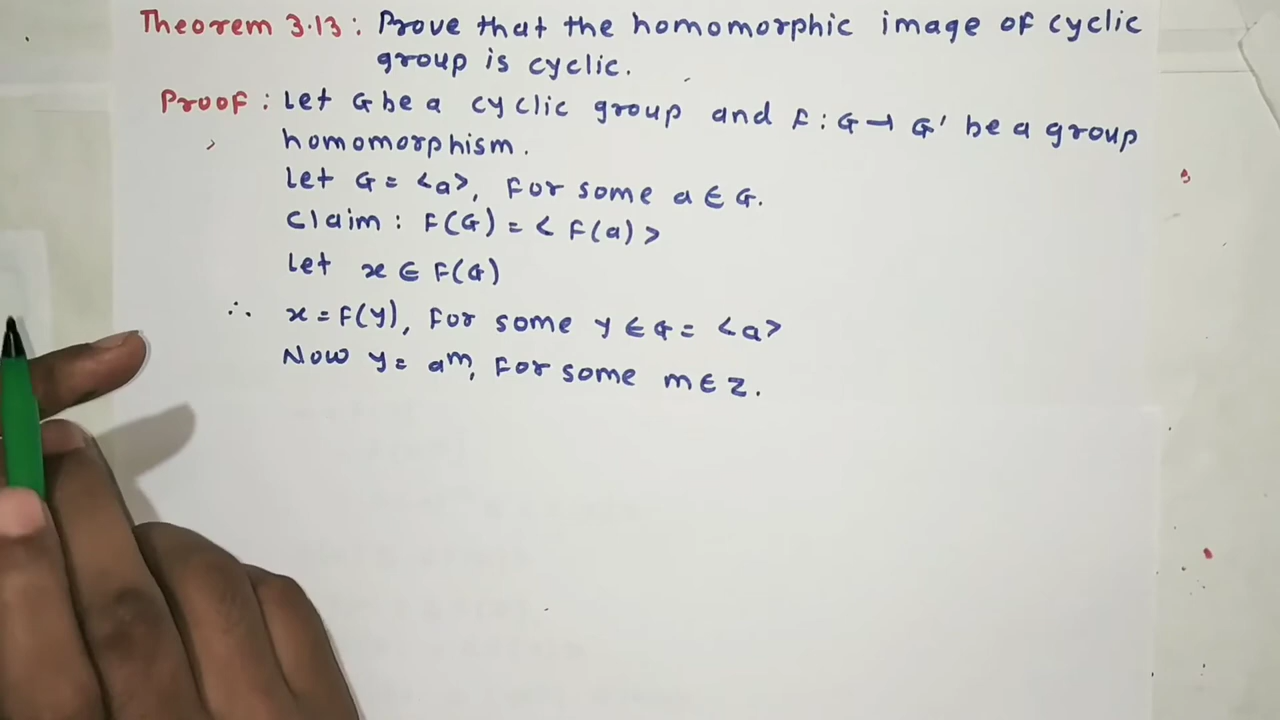 Theorem 3.13 : Prove that the homomorphic image of cyclic
group is cyclic.
Proof : Let G be a cyclic group and f : G → G' be a group
homomorphism.
Let G = <a>, for some a ∈ G.
Claim : f(G) = < f(a) >
Let x ∈ f(G)
∴ x = f(y), for some y ∈ G = <a>
Now y = aᵐ, for some m ∈ Z.